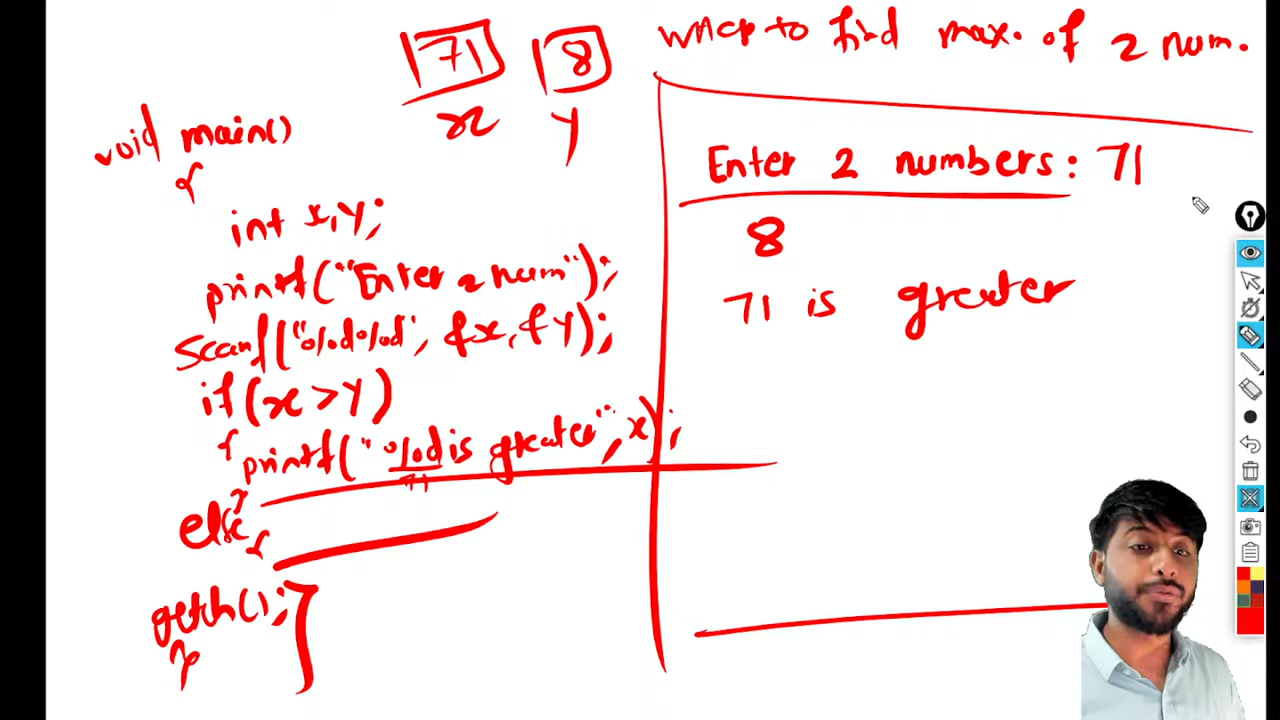 WAcp to find max. of 2 num.
71 8
x y
void main()
{
int x,y;
printf("Enter 2 num");
scanf("%d%d", &x,&y);
if(x>y)
{ printf("%d is greater", x);
71
}
else {
getch();
}
Enter 2 numbers: 71
8
71 is greater